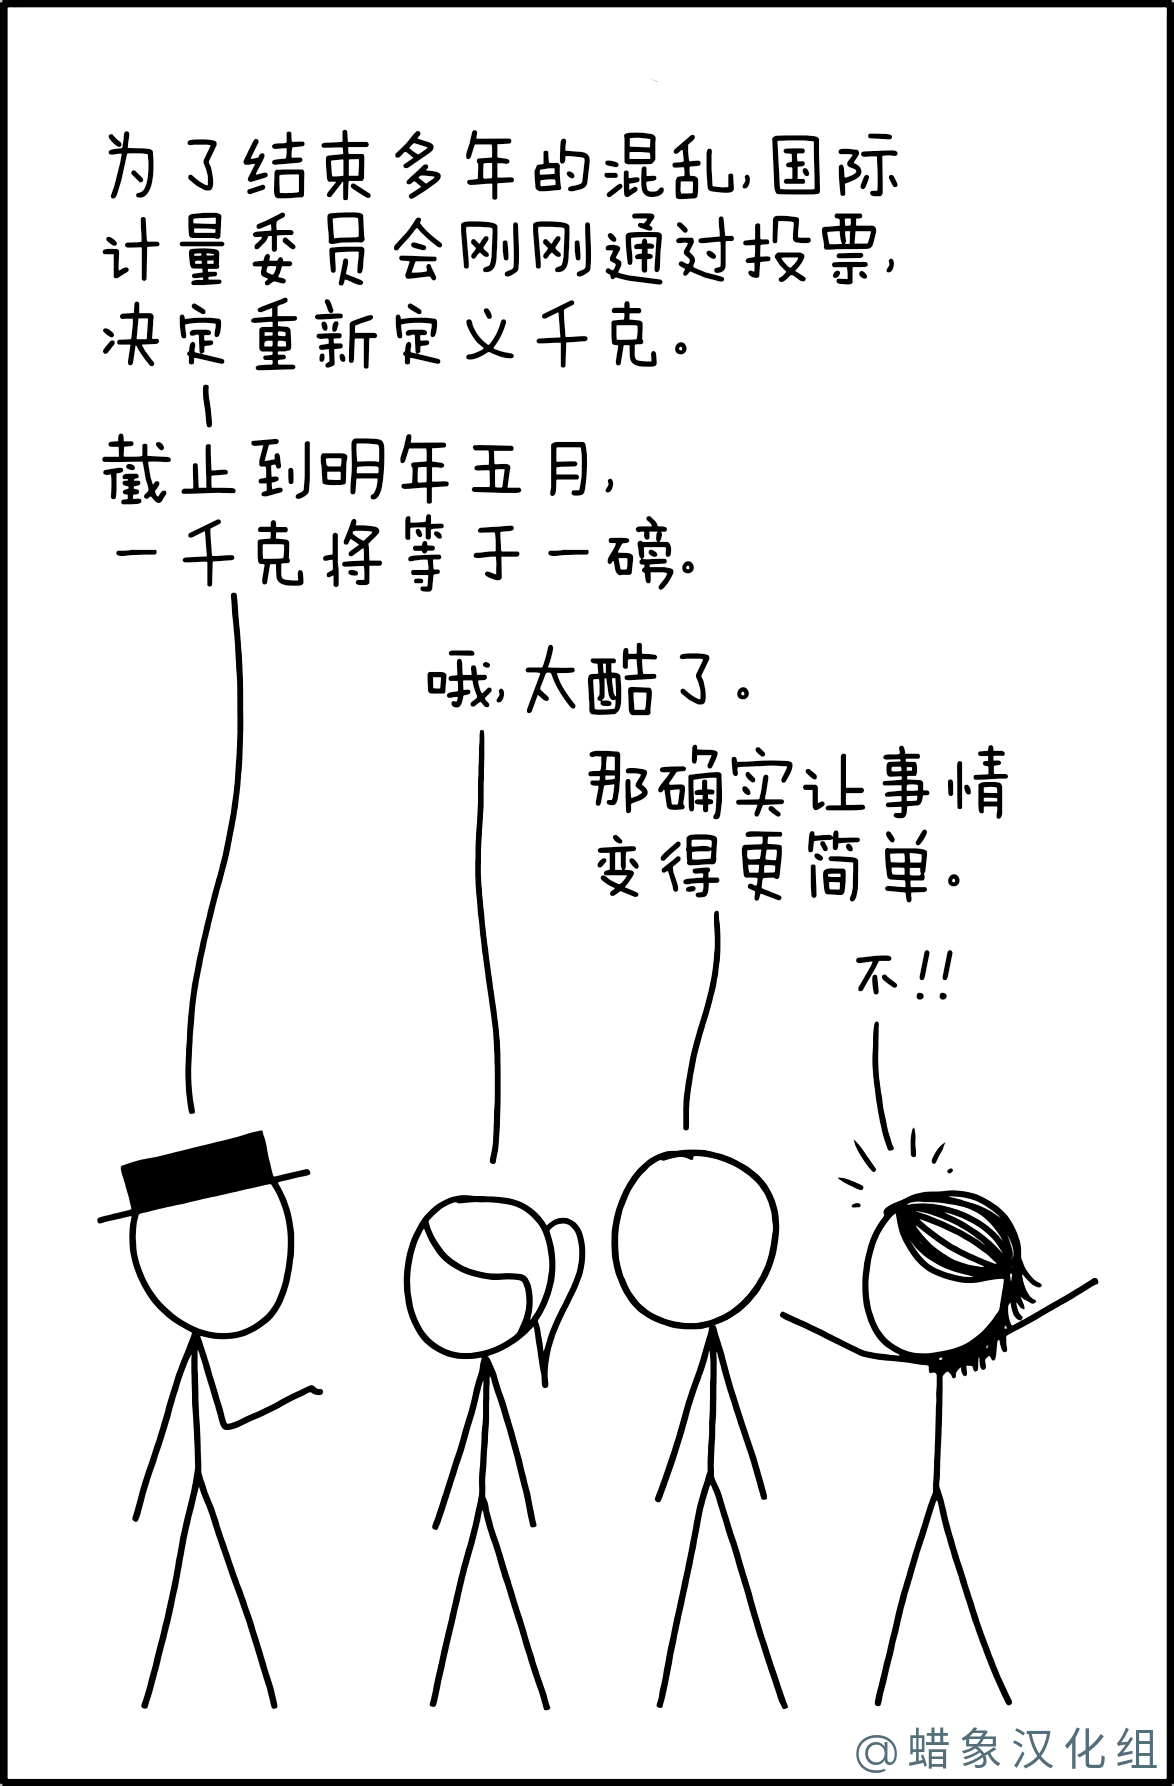 为了结束多年的混乱,国际
计量委员会刚刚通过投票,
决定重新定义千克。
截止到明年五月,
一千克将等于一磅。
哦,太酷了。
那确实让事情
变得更简单。
不!!
@蜡象汉化组